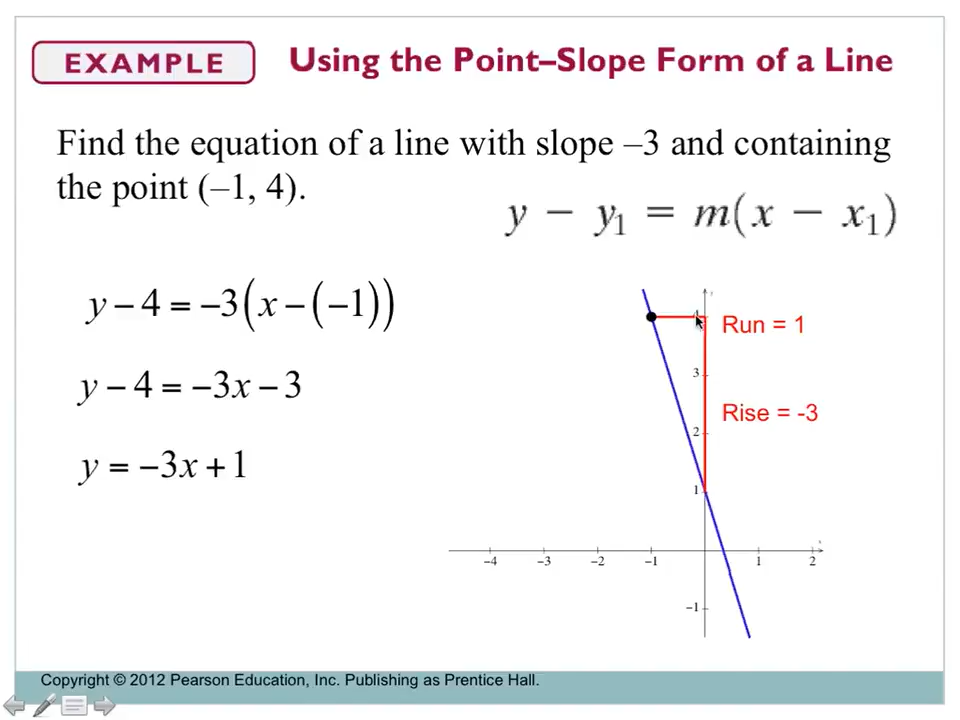 EXAMPLE
Using the Point–Slope Form of a Line
Find the equation of a line with slope –3 and containing
the point (–1, 4).
y − y₁ = m(x − x₁)
y − 4 = −3(x − (−1))
y − 4 = −3x − 3
y = −3x + 1
y
4
Run = 1
3
Rise = -3
2
1
x
−4 −3 −2 −1 1 2
−1
Copyright © 2012 Pearson Education, Inc. Publishing as Prentice Hall.